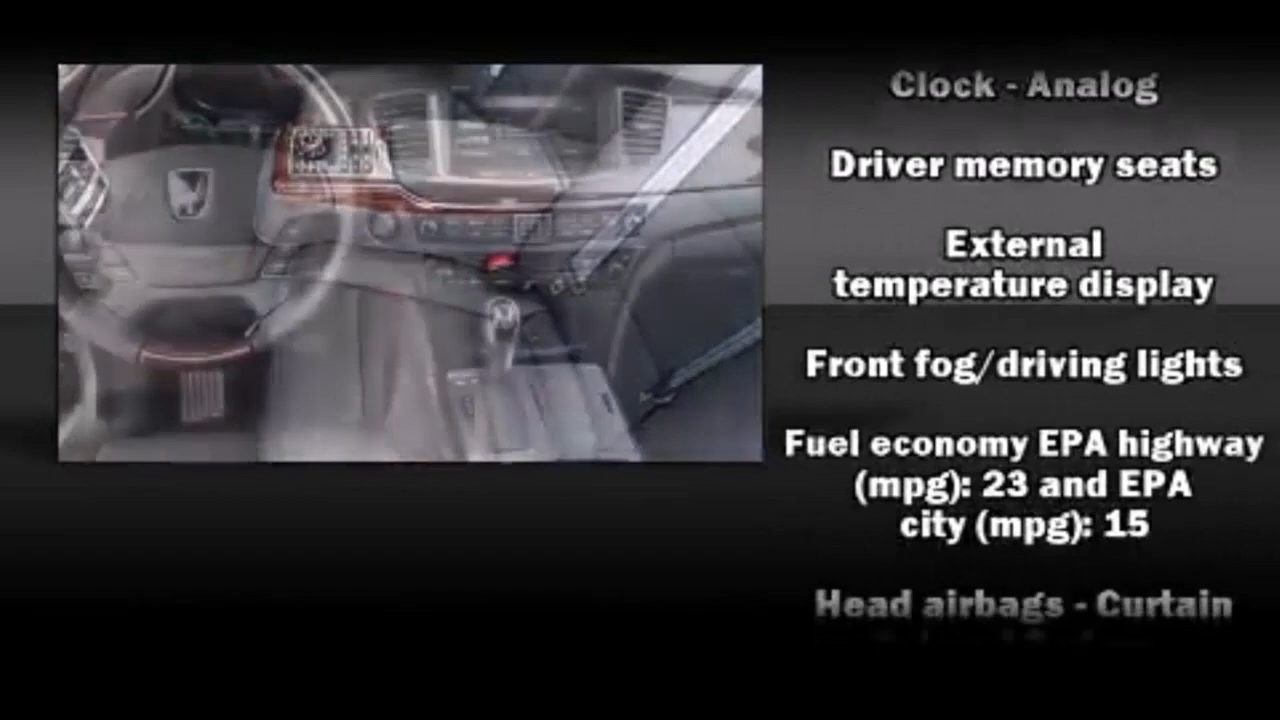 Clock - Analog
Driver memory seats
External
temperature display
Front fog/driving lights
Fuel economy EPA highway
(mpg): 23 and EPA
city (mpg): 15
Head airbags - Curtain